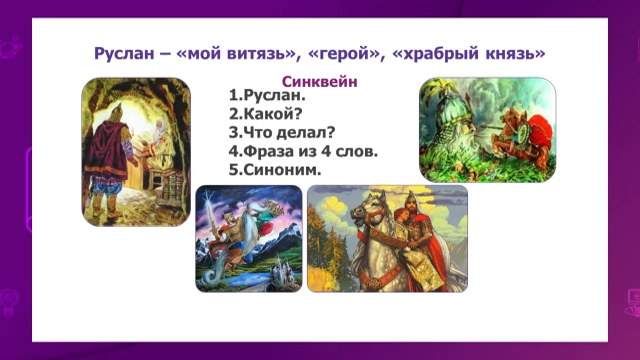 Руслан – «мой витязь», «герой», «храбрый князь»
Синквейн
1.Руслан.
2.Какой?
3.Что делал?
4.Фраза из 4 слов.
5.Синоним.